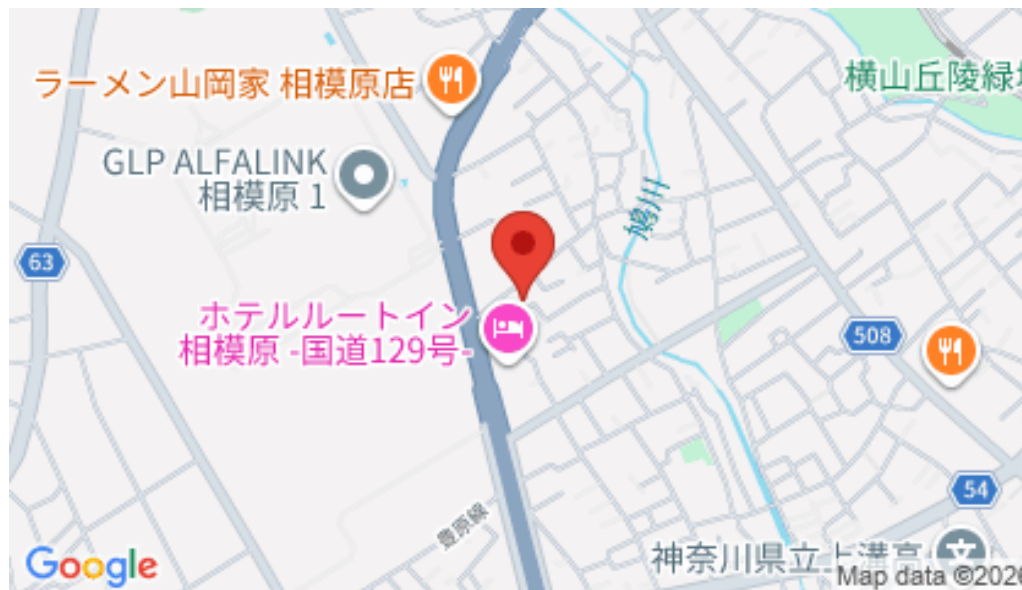 ラーメン山岡家 相模原店
横山丘陵緑地
GLP ALFALINK
相模原 1
鳩川
63
ホテルルートイン
相模原 -国道129号-
508
54
豊原線
神奈川県立上溝高
Google
Map data ©2026